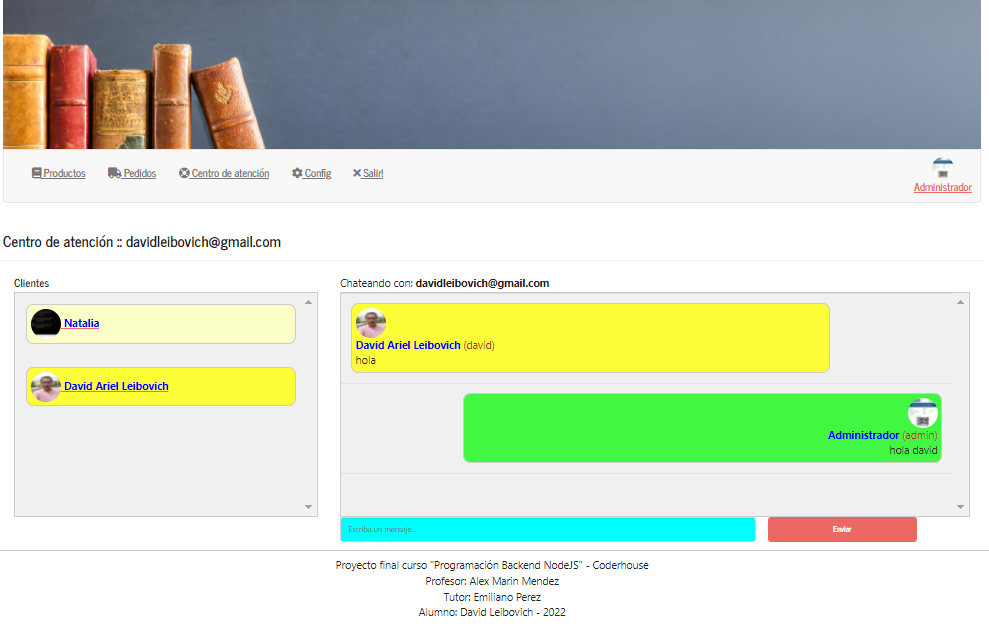 Productos Pedidos Centro de atención Config Salir!
Administrador
Centro de atención :: davidleibovich@gmail.com
Clientes
Natalia
David Ariel Leibovich
Chateando con: davidleibovich@gmail.com
David Ariel Leibovich (david)
hola
Administrador (admin)
hola david
Escriba un mensaje...
Enviar
Proyecto final curso "Programación Backend NodeJS" - Coderhouse
Profesor: Alex Marin Mendez
Tutor: Emiliano Perez
Alumno: David Leibovich - 2022